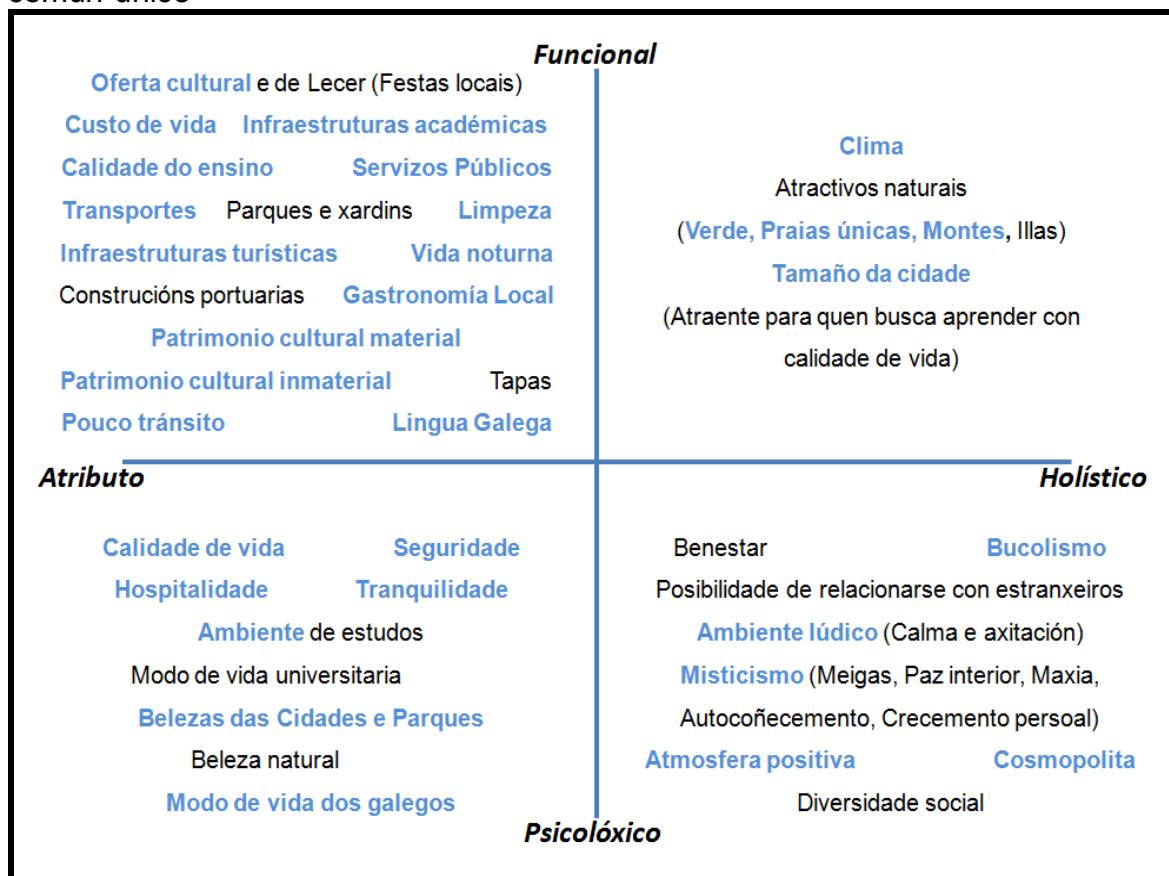 Funcional
Oferta cultural e de Lecer (Festas locais)
Custo de vida Infraestruturas académicas
Calidade do ensino Servizos Públicos
Transportes Parques e xardins Limpeza
Infraestruturas turísticas Vida noturna
Construcións portuarias Gastronomía Local
Patrimonio cultural material
Patrimonio cultural inmaterial Tapas
Pouco tránsito Lingua Galega
Clima
Atractivos naturais
(Verde, Praias únicas, Montes, Illas)
Tamaño da cidade
(Atraente para quen busca aprender con
calidade de vida)
Atributo
Holístico
Calidade de vida Seguridade
Hospitalidade Tranquilidade
Ambiente de estudos
Modo de vida universitaria
Belezas das Cidades e Parques
Beleza natural
Modo de vida dos galegos
Benestar Bucolismo
Posibilidade de relacionarse con estranxeiros
Ambiente lúdico (Calma e axitación)
Misticismo (Meigas, Paz interior, Maxia,
Autocoñecemento, Crecemento persoal)
Atmosfera positiva Cosmopolita
Diversidade social
Psicolóxico